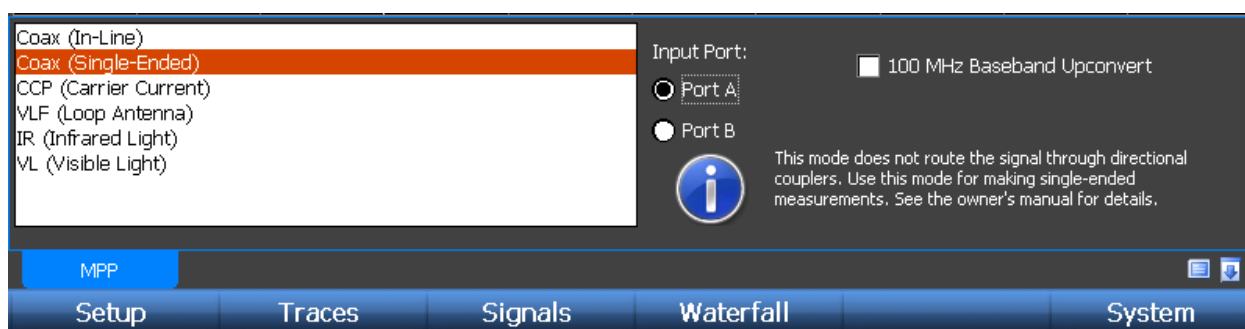 Coax (In-Line)
Coax (Single-Ended)
CCP (Carrier Current)
VLF (Loop Antenna)
IR (Infrared Light)
VL (Visible Light)
Input Port:
Port A
Port B
100 MHz Baseband Upconvert
This mode does not route the signal through directional
couplers. Use this mode for making single-ended
measurements. See the owner's manual for details.
MPP
Setup
Traces
Signals
Waterfall
System